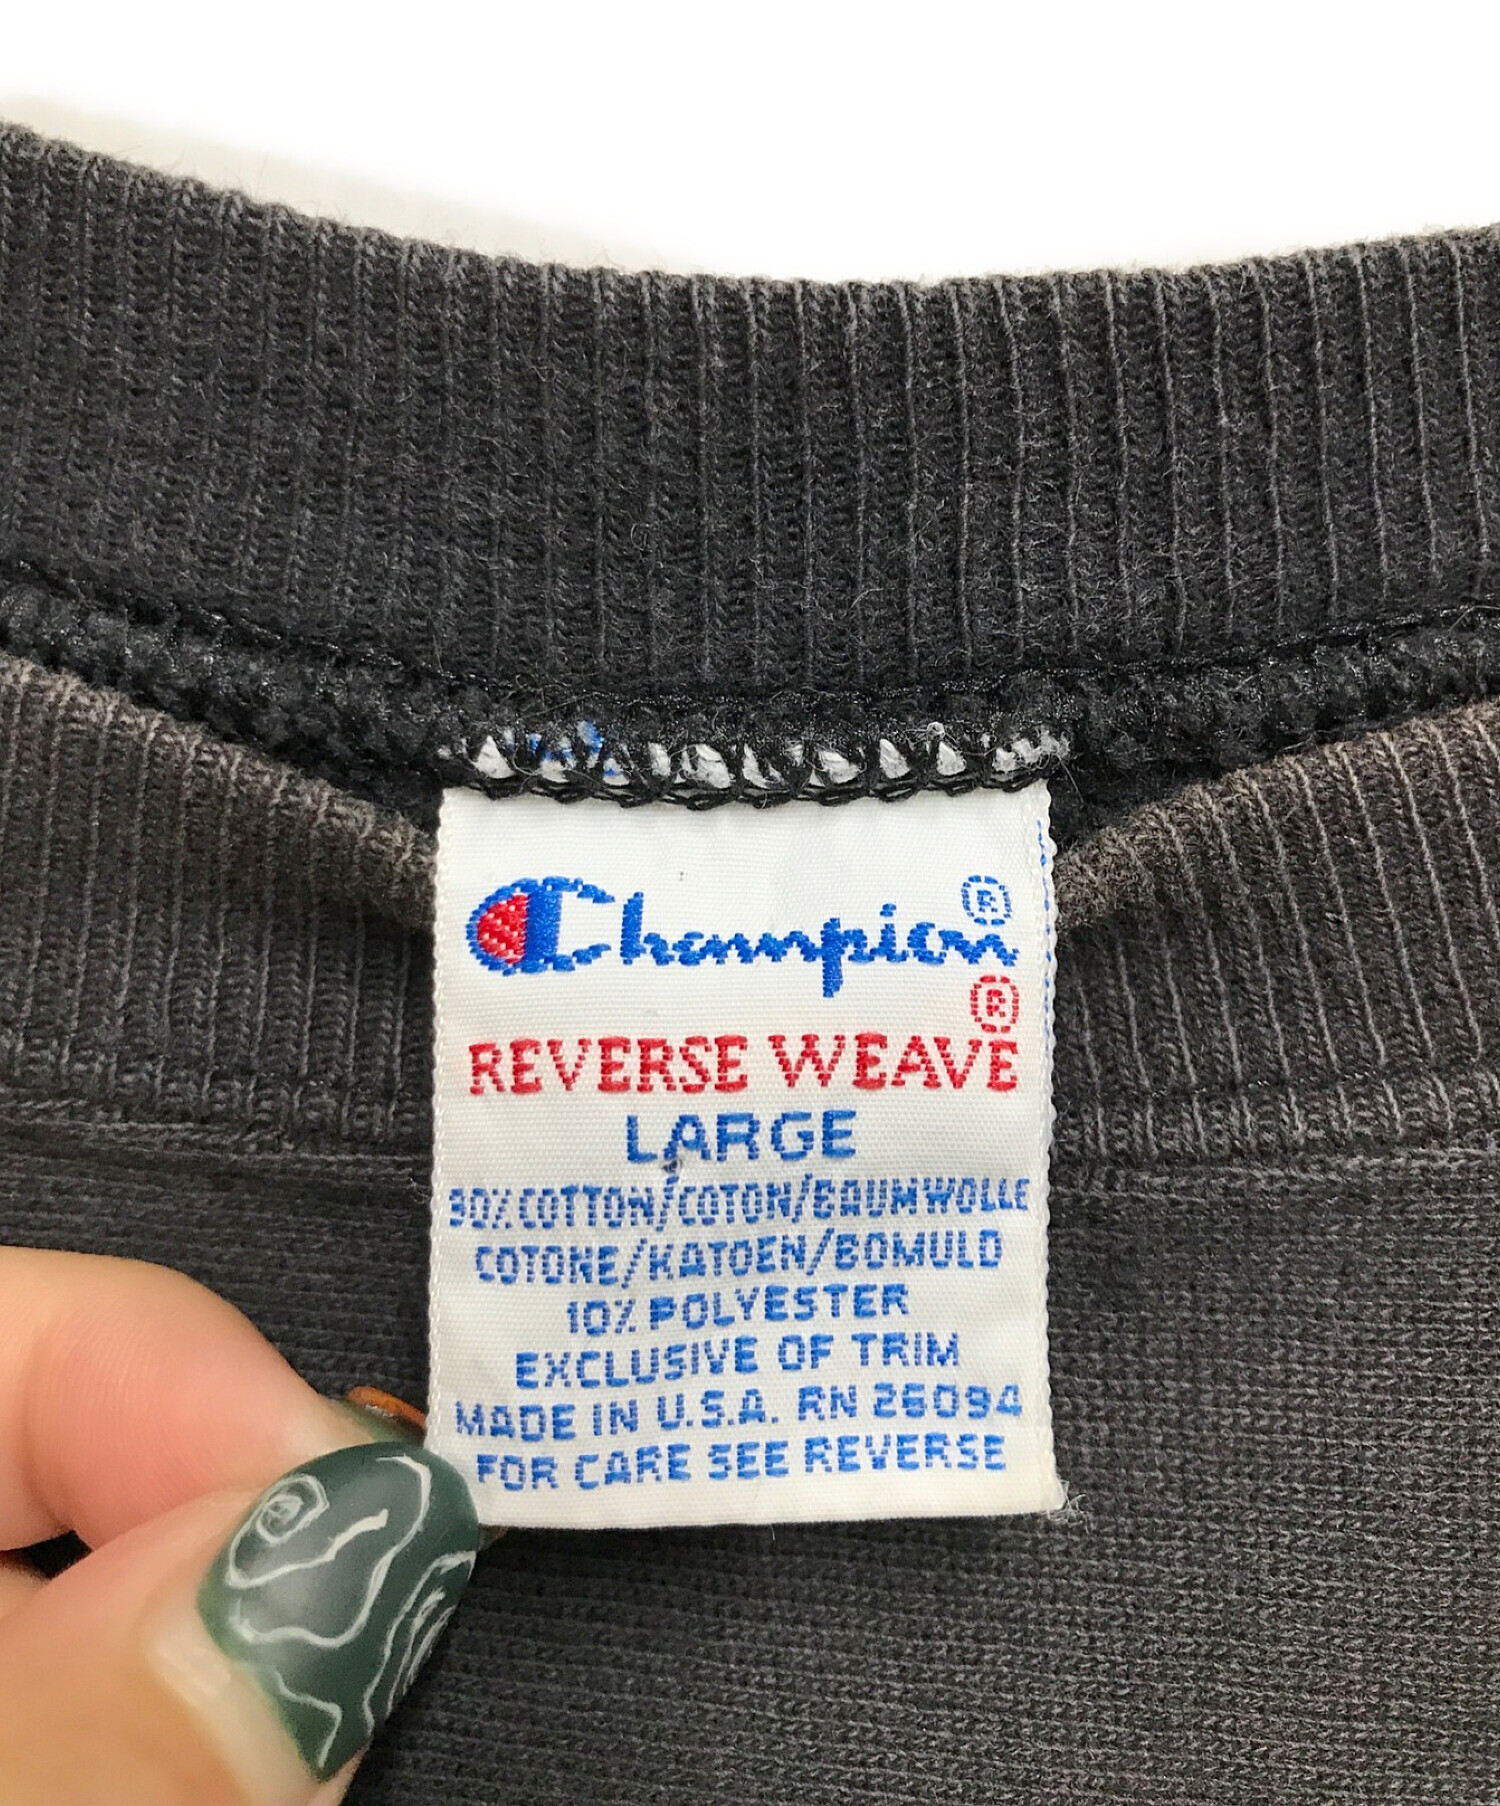 Champion®
®
REVERSE WEAVE
LARGE
90% COTTON/COTON/BAUMWOLLE
COTONE/KATOEN/BOMULD
10% POLYESTER
EXCLUSIVE OF TRIM
MADE IN U.S.A. RN 26094
FOR CARE SEE REVERSE